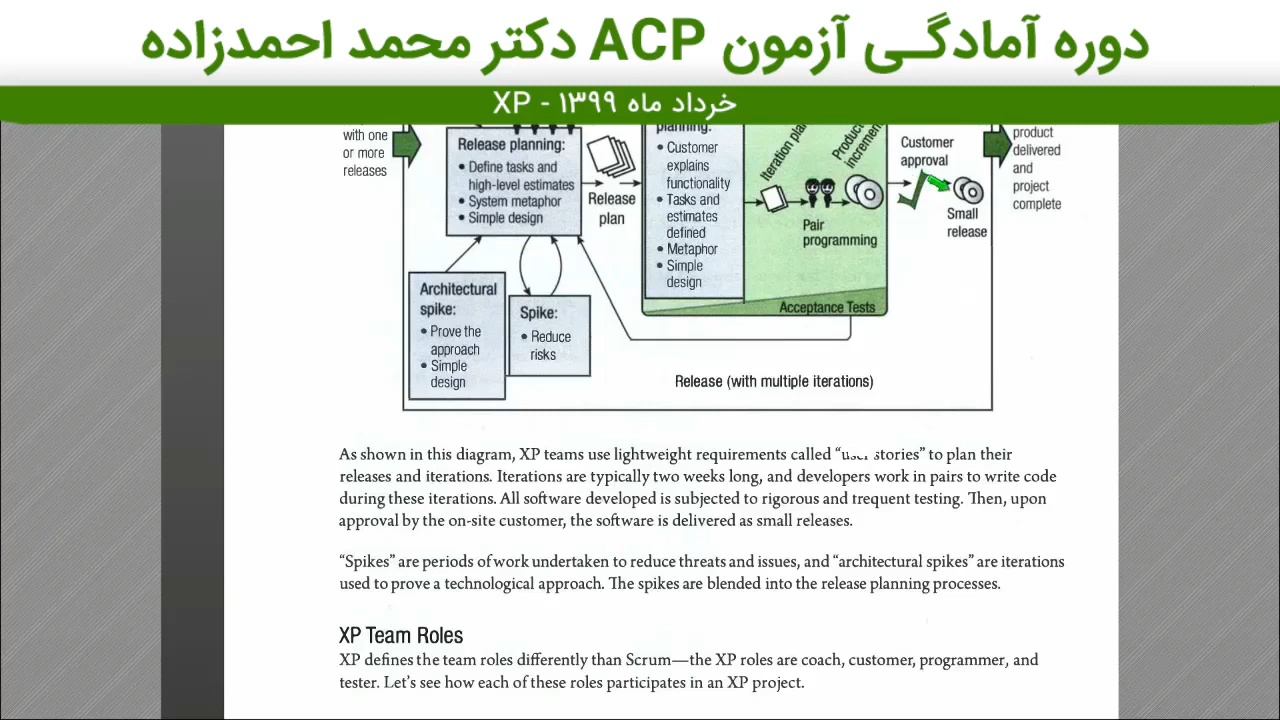 دوره آمادگـی آزمون ACP دکتر محمد احمدزاده
خرداد ماه ۱۳۹۹ - XP
with one
or more
releases
Release planning:
• Define tasks and
high-level estimates
• System metaphor
• Simple design
Release
plan
planning:
• Customer
explains
functionality
• Tasks and
estimates
defined
• Metaphor
• Simple
design
Iteration plan
Product
increment
Pair
programming
Acceptance Tests
Customer
approval
Small
release
product
delivered
and
project
complete
Architectural
spike:
• Prove the
approach
• Simple
design
Spike:
• Reduce
risks
Release (with multiple iterations)
As shown in this diagram, XP teams use lightweight requirements called “user stories” to plan their
releases and iterations. Iterations are typically two weeks long, and developers work in pairs to write code
during these iterations. All software developed is subjected to rigorous and frequent testing. Then, upon
approval by the on-site customer, the software is delivered as small releases.
“Spikes” are periods of work undertaken to reduce threats and issues, and “architectural spikes” are iterations
used to prove a technological approach. The spikes are blended into the release planning processes.
XP Team Roles
XP defines the team roles differently than Scrum—the XP roles are coach, customer, programmer, and
tester. Let’s see how each of these roles participates in an XP project.